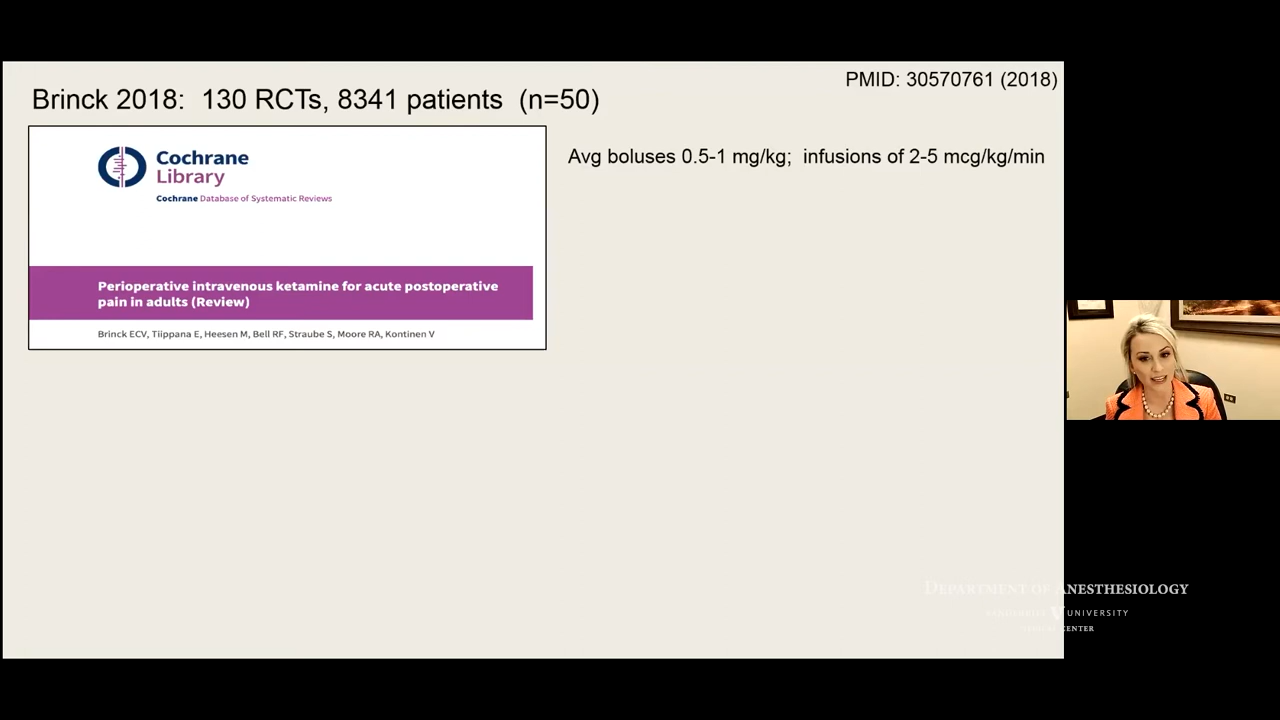 PMID: 30570761 (2018)
Brinck 2018: 130 RCTs, 8341 patients (n=50)
Avg boluses 0.5-1 mg/kg; infusions of 2-5 mcg/kg/min
Cochrane
Library
Cochrane Database of Systematic Reviews
Perioperative intravenous ketamine for acute postoperative
pain in adults (Review)
Brinck ECV, Tiippana E, Heesen M, Bell RF, Straube S, Moore RA, Kontinen V
DEPARTMENT OF ANESTHESIOLOGY
VANDERBILT V UNIVERSITY
CENTER